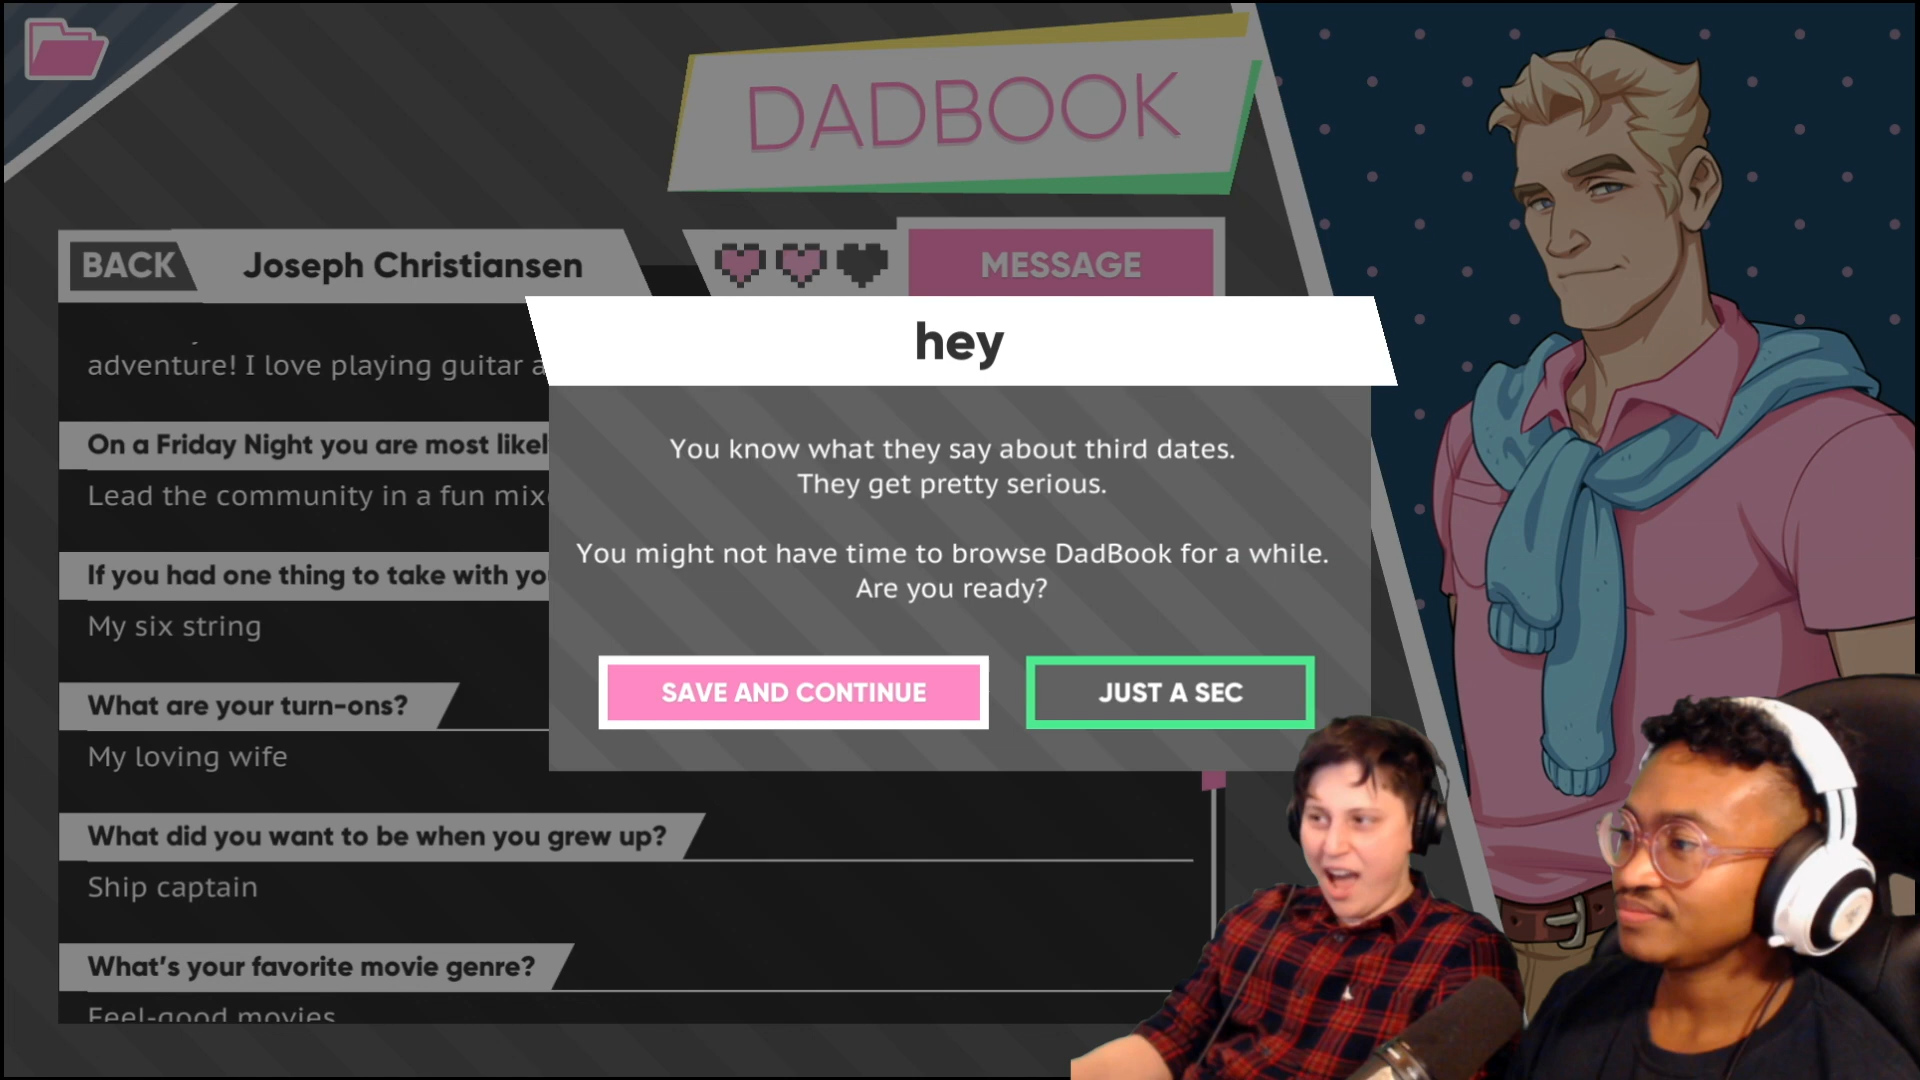 DADBOOK
BACK
Joseph Christiansen
MESSAGE
adventure! I love playing guitar
On a Friday Night you are most
Lead the community in a fun
If you had one thing to take with
My six string
What are your turn-ons?
My loving wife
What did you want to be when you grew up?
Ship captain
What's your favorite movie genre?
Feel-good movies
hey
You know what they say about third dates.
They get pretty serious.
You might not have time to browse DadBook for a while.
Are you ready?
SAVE AND CONTINUE
JUST A SEC